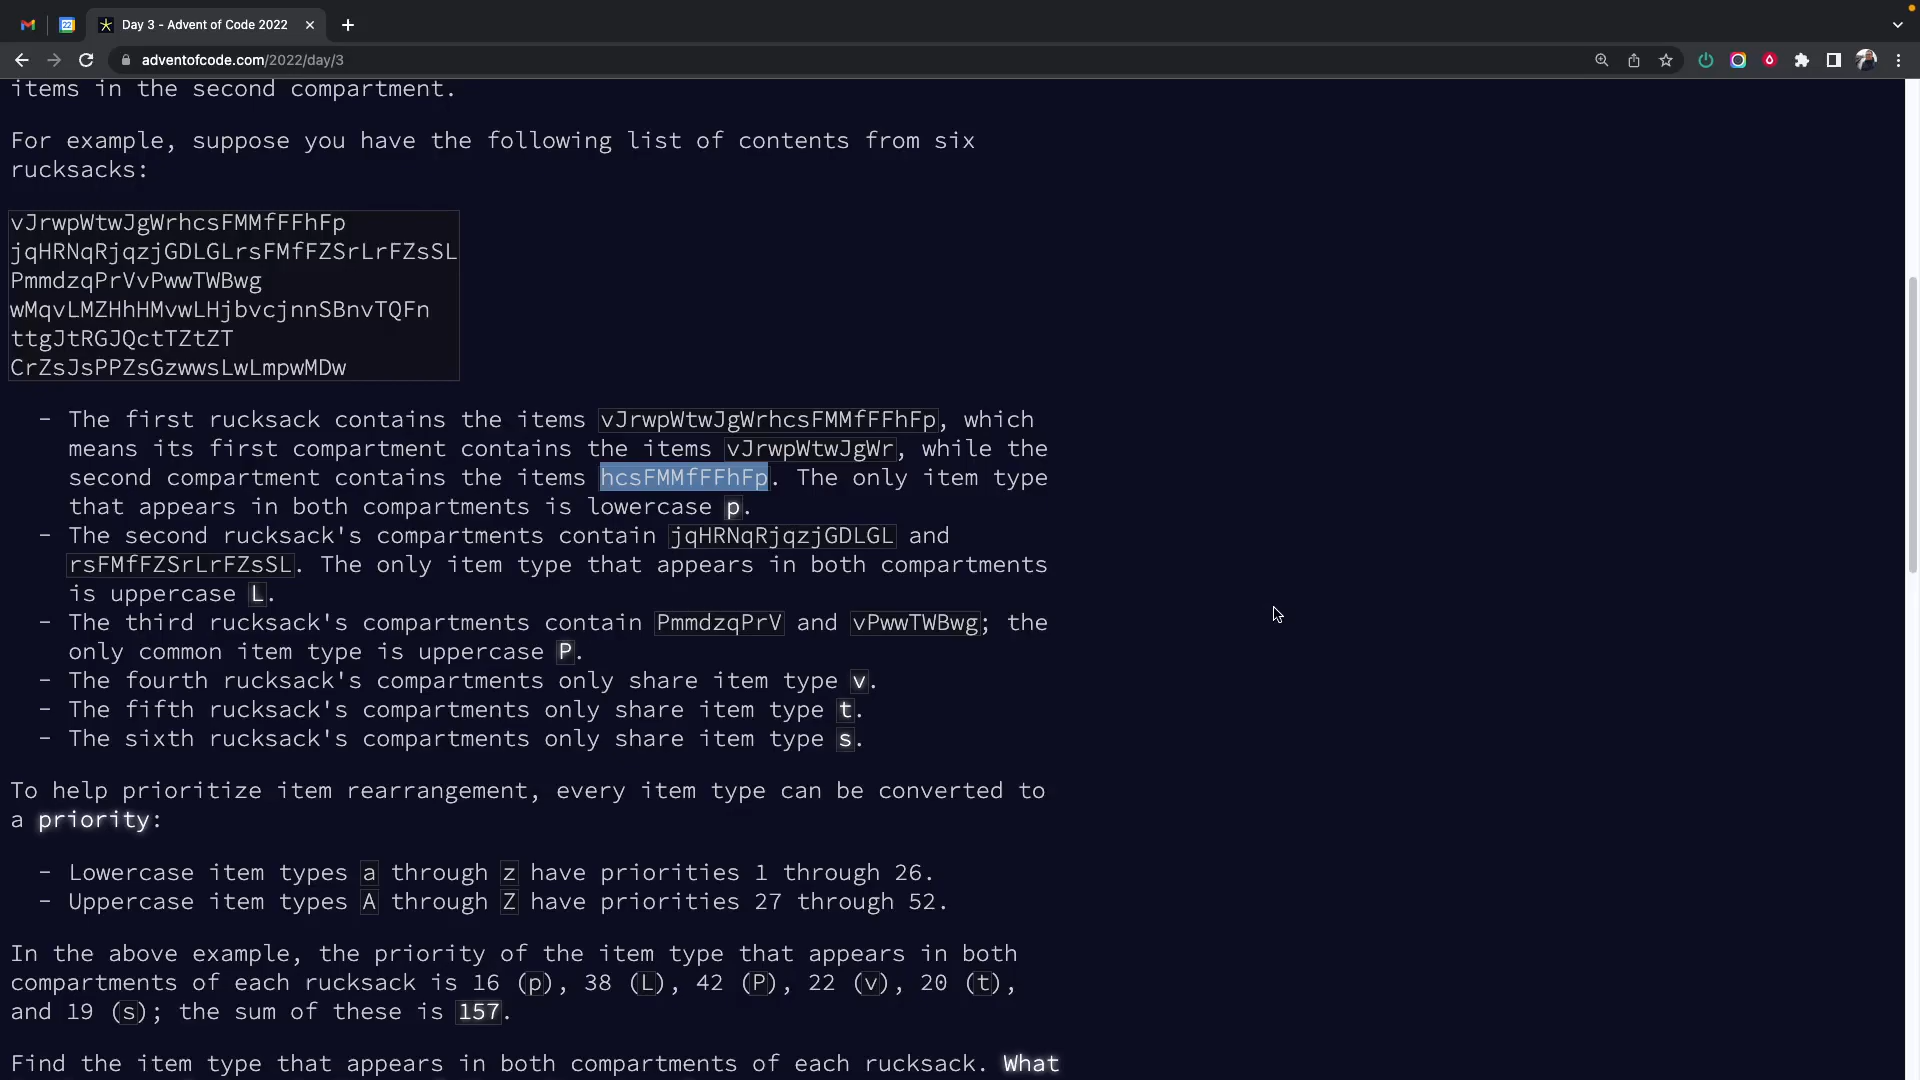 22
Day 3 - Advent of Code 2022
adventofcode.com/2022/day/3
items in the second compartment.
For example, suppose you have the following list of contents from six
rucksacks:
vJrwpWtwJgWrhcsFMMfFFhFp
jqHRNqRjqzjGDLGLrsFMfFZSrLrFZsSL
PmmdzqPrVvPwwTWBwg
wMqvLMZHhHMvwLHjbvcjnnSBnvTQFn
ttgJtRGJQctTZtZT
CrZsJsPPZsGzwwsLwLmpwMDw
- The first rucksack contains the items vJrwpWtwJgWrhcsFMMfFFhFp, which
means its first compartment contains the items vJrwpWtwJgWr, while the
second compartment contains the items hcsFMMfFFhFp. The only item type
that appears in both compartments is lowercase p.
- The second rucksack's compartments contain jqHRNqRjqzjGDLGL and
rsFMfFZSrLrFZsSL. The only item type that appears in both compartments
is uppercase L.
- The third rucksack's compartments contain PmmdzqPrV and vPwwTWBwg; the
only common item type is uppercase P.
- The fourth rucksack's compartments only share item type v.
- The fifth rucksack's compartments only share item type t.
- The sixth rucksack's compartments only share item type s.
To help prioritize item rearrangement, every item type can be converted to
a priority:
- Lowercase item types a through z have priorities 1 through 26.
- Uppercase item types A through Z have priorities 27 through 52.
In the above example, the priority of the item type that appears in both
compartments of each rucksack is 16 (p), 38 (L), 42 (P), 22 (v), 20 (t),
and 19 (s); the sum of these is 157.
Find the item type that appears in both compartments of each rucksack. What